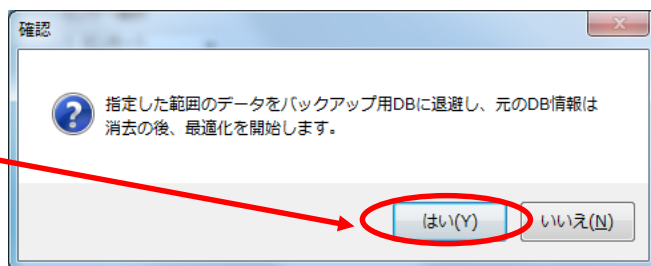 確認
指定した範囲のデータをバックアップ用DBに退避し、元のDB情報は
消去の後、最適化を開始します。
はい(Y)
いいえ(N)